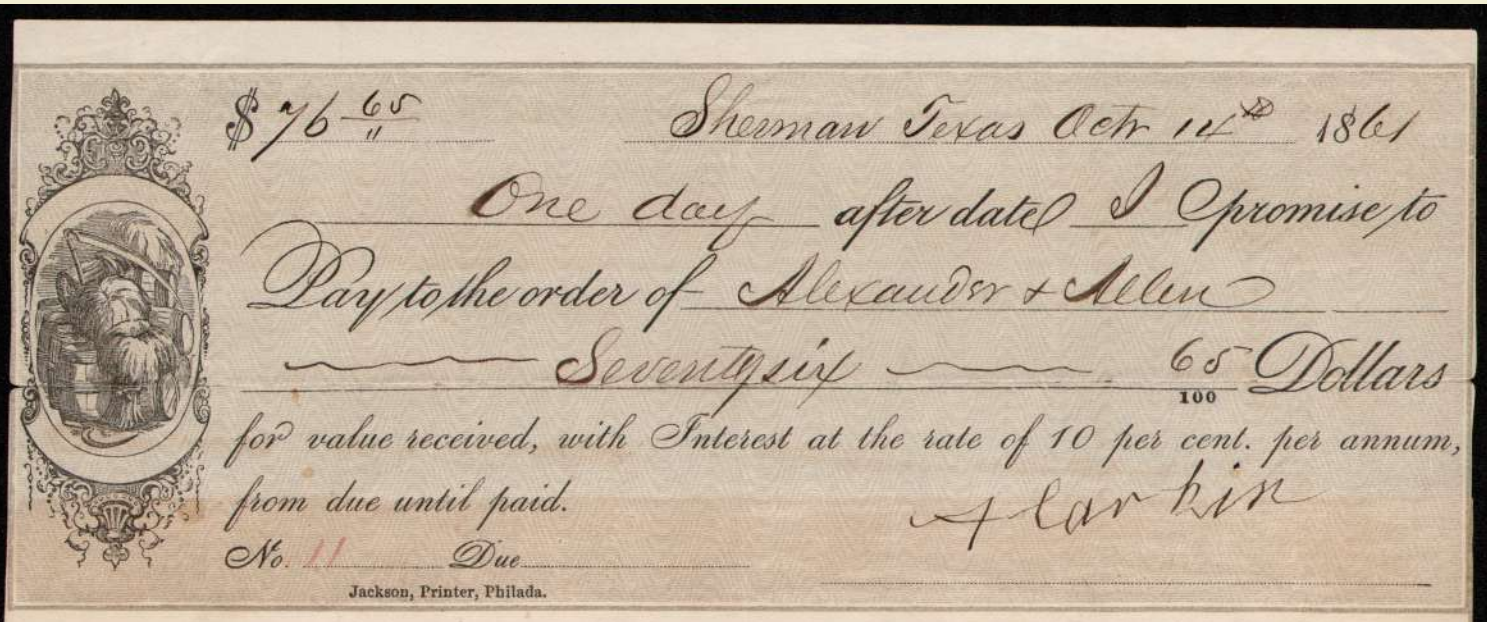 $ 76 65/" Sherman Texas Octr 14th 1861
One day after date I promise to
Pay to the order of Alexander & Allen
Seventysix 65/100 Dollars
for value received, with Interest at the rate of 10 per cent. per annum,
from due until paid.
No. 11 Due
Jackson, Printer, Philada.